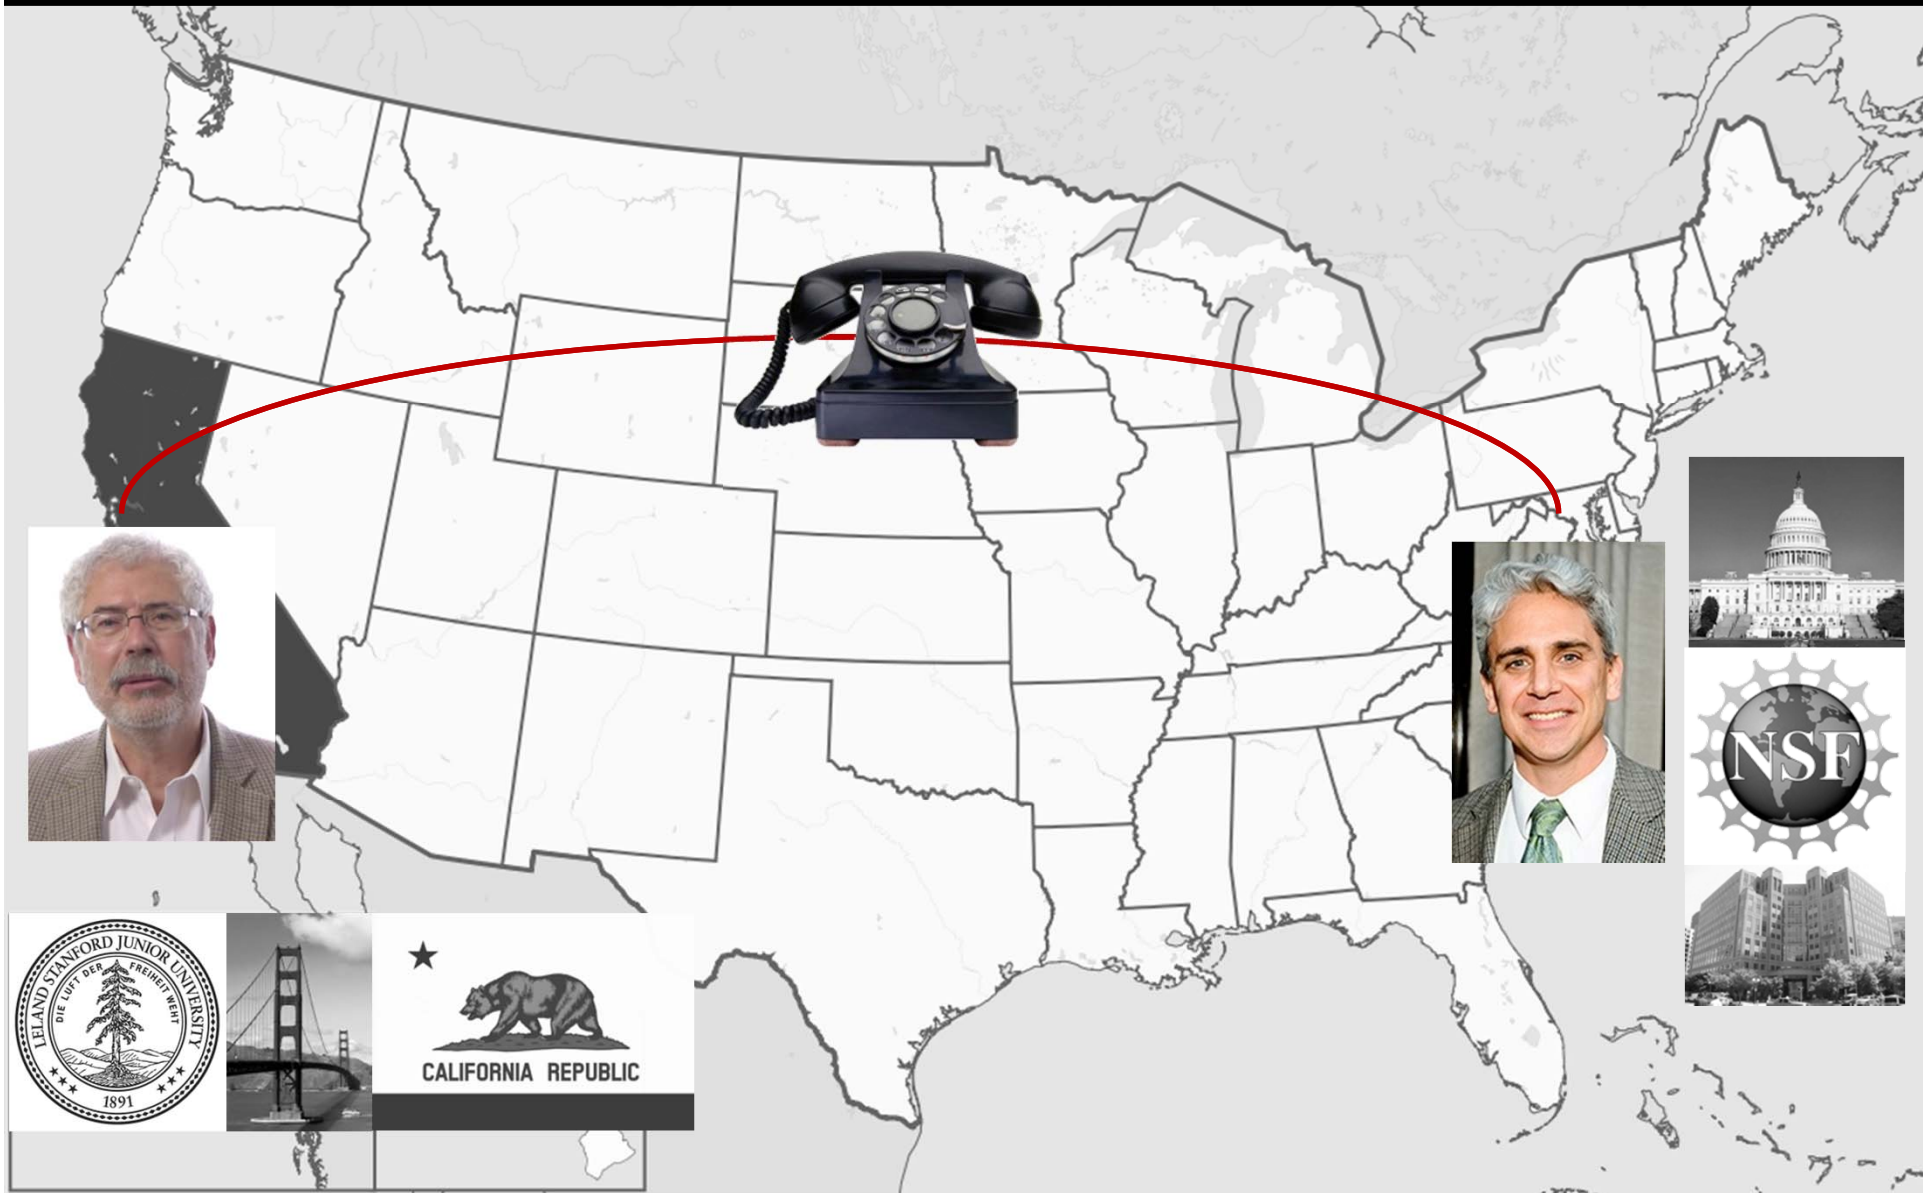 NSF
LELAND STANFORD JUNIOR UNIVERSITY
DIE LUFT DER FREIHEIT WEHT
1891
CALIFORNIA REPUBLIC